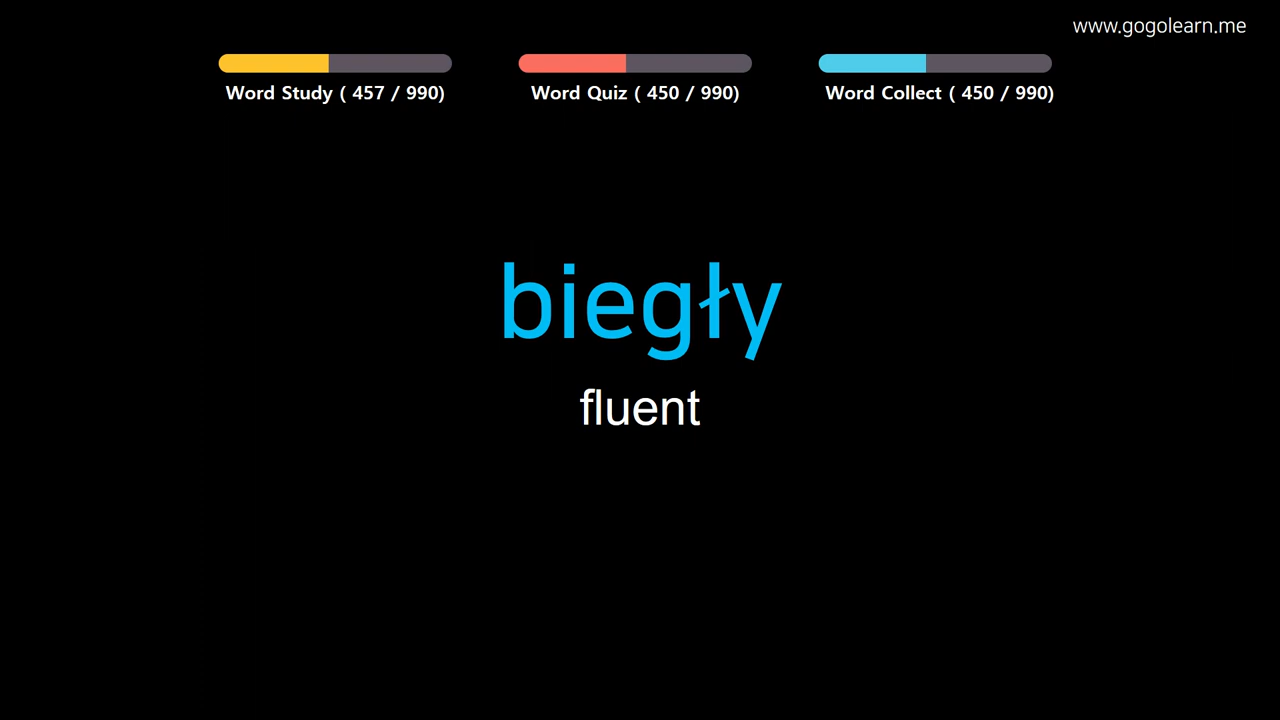 www.gogolearn.me
Word Study ( 457 / 990)
Word Quiz ( 450 / 990)
Word Collect ( 450 / 990)
biegły
fluent